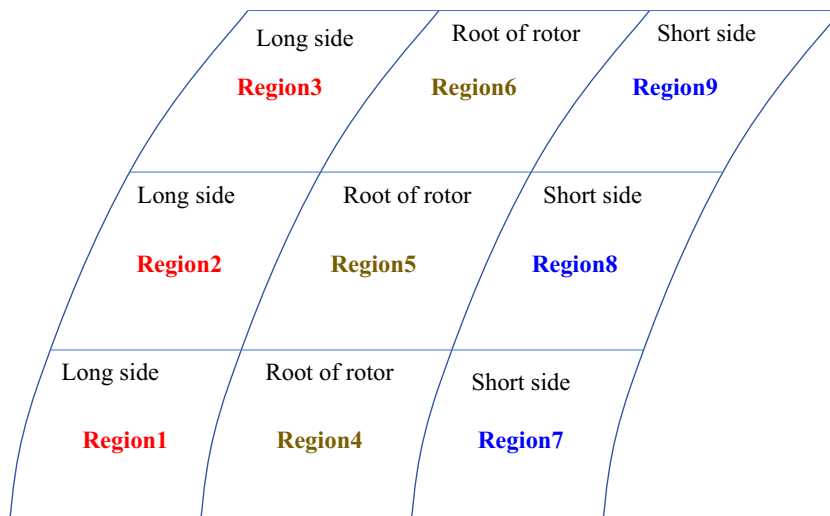 Long side
Root of rotor
Short side
Region3
Region6
Region9
Long side
Root of rotor
Short side
Region2
Region5
Region8
Long side
Root of rotor
Short side
Region1
Region4
Region7